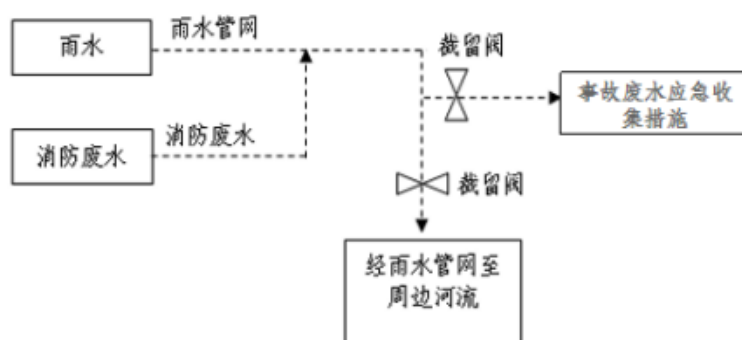 雨水管网
雨水
截留阀
事故废水应急收
集措施
消防废水
消防废水
截留阀
经雨水管网至
周边河流